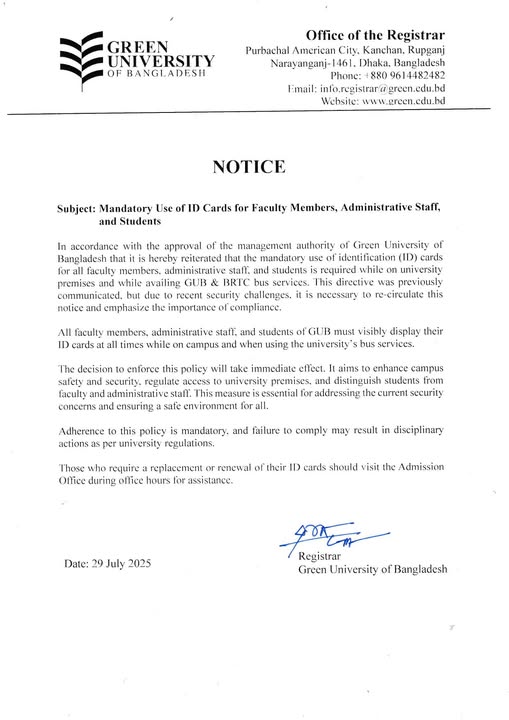 GREEN
UNIVERSITY
OF BANGLADESH
Office of the Registrar
Purbachal American City, Kanchan, Rupganj
Narayanganj-1461, Dhaka, Bangladesh
Phone: +880 9614482482
Email: info.registrar@green.edu.bd
Website: www.green.edu.bd
NOTICE
Subject: Mandatory Use of ID Cards for Faculty Members, Administrative Staff,
and Students
In accordance with the approval of the management authority of Green University of
Bangladesh that it is hereby reiterated that the mandatory use of identification (ID) cards
for all faculty members, administrative staff, and students is required while on university
premises and while availing GUB & BRTC bus services. This directive was previously
communicated, but due to recent security challenges, it is necessary to re-circulate this
notice and emphasize the importance of compliance.
All faculty members, administrative staff, and students of GUB must visibly display their
ID cards at all times while on campus and when using the university's bus services.
The decision to enforce this policy will take immediate effect. It aims to enhance campus
safety and security, regulate access to university premises, and distinguish students from
faculty and administrative staff. This measure is essential for addressing the current security
concerns and ensuring a safe environment for all.
Adherence to this policy is mandatory, and failure to comply may result in disciplinary
actions as per university regulations.
Those who require a replacement or renewal of their ID cards should visit the Admission
Office during office hours for assistance.
Registrar
Date: 29 July 2025
Green University of Bangladesh